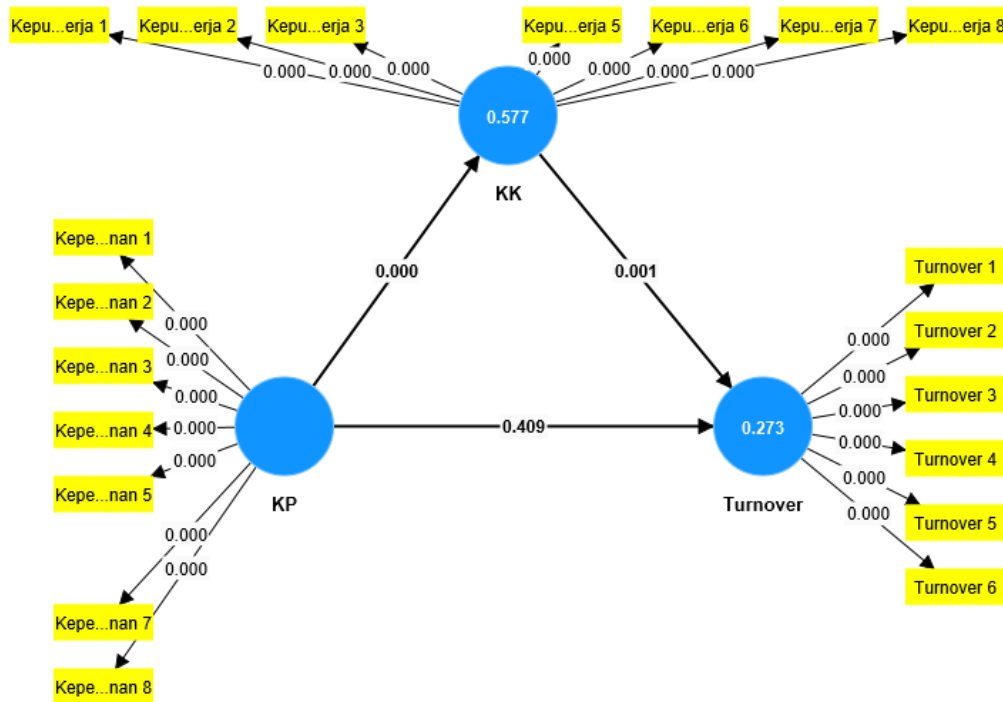 Kepu...erja 1
Kepu...erja 2
Kepu...erja 3
Kepu...erja 5
Kepu...erja 6
Kepu...erja 7
Kepu...erja 8
0.000
0.000
0.000
0.000
0.000
0.000
0.000
0.577
KK
Kepe...nan 1
Kepe...nan 2
Kepe...nan 3
Kepe...nan 4
Kepe...nan 5
Kepe...nan 7
Kepe...nan 8
0.000
0.000
0.000
0.000
0.000
0.000
0.000
KP
0.000
0.001
0.409
0.273
Turnover
0.000
0.000
0.000
0.000
0.000
0.000
Turnover 1
Turnover 2
Turnover 3
Turnover 4
Turnover 5
Turnover 6